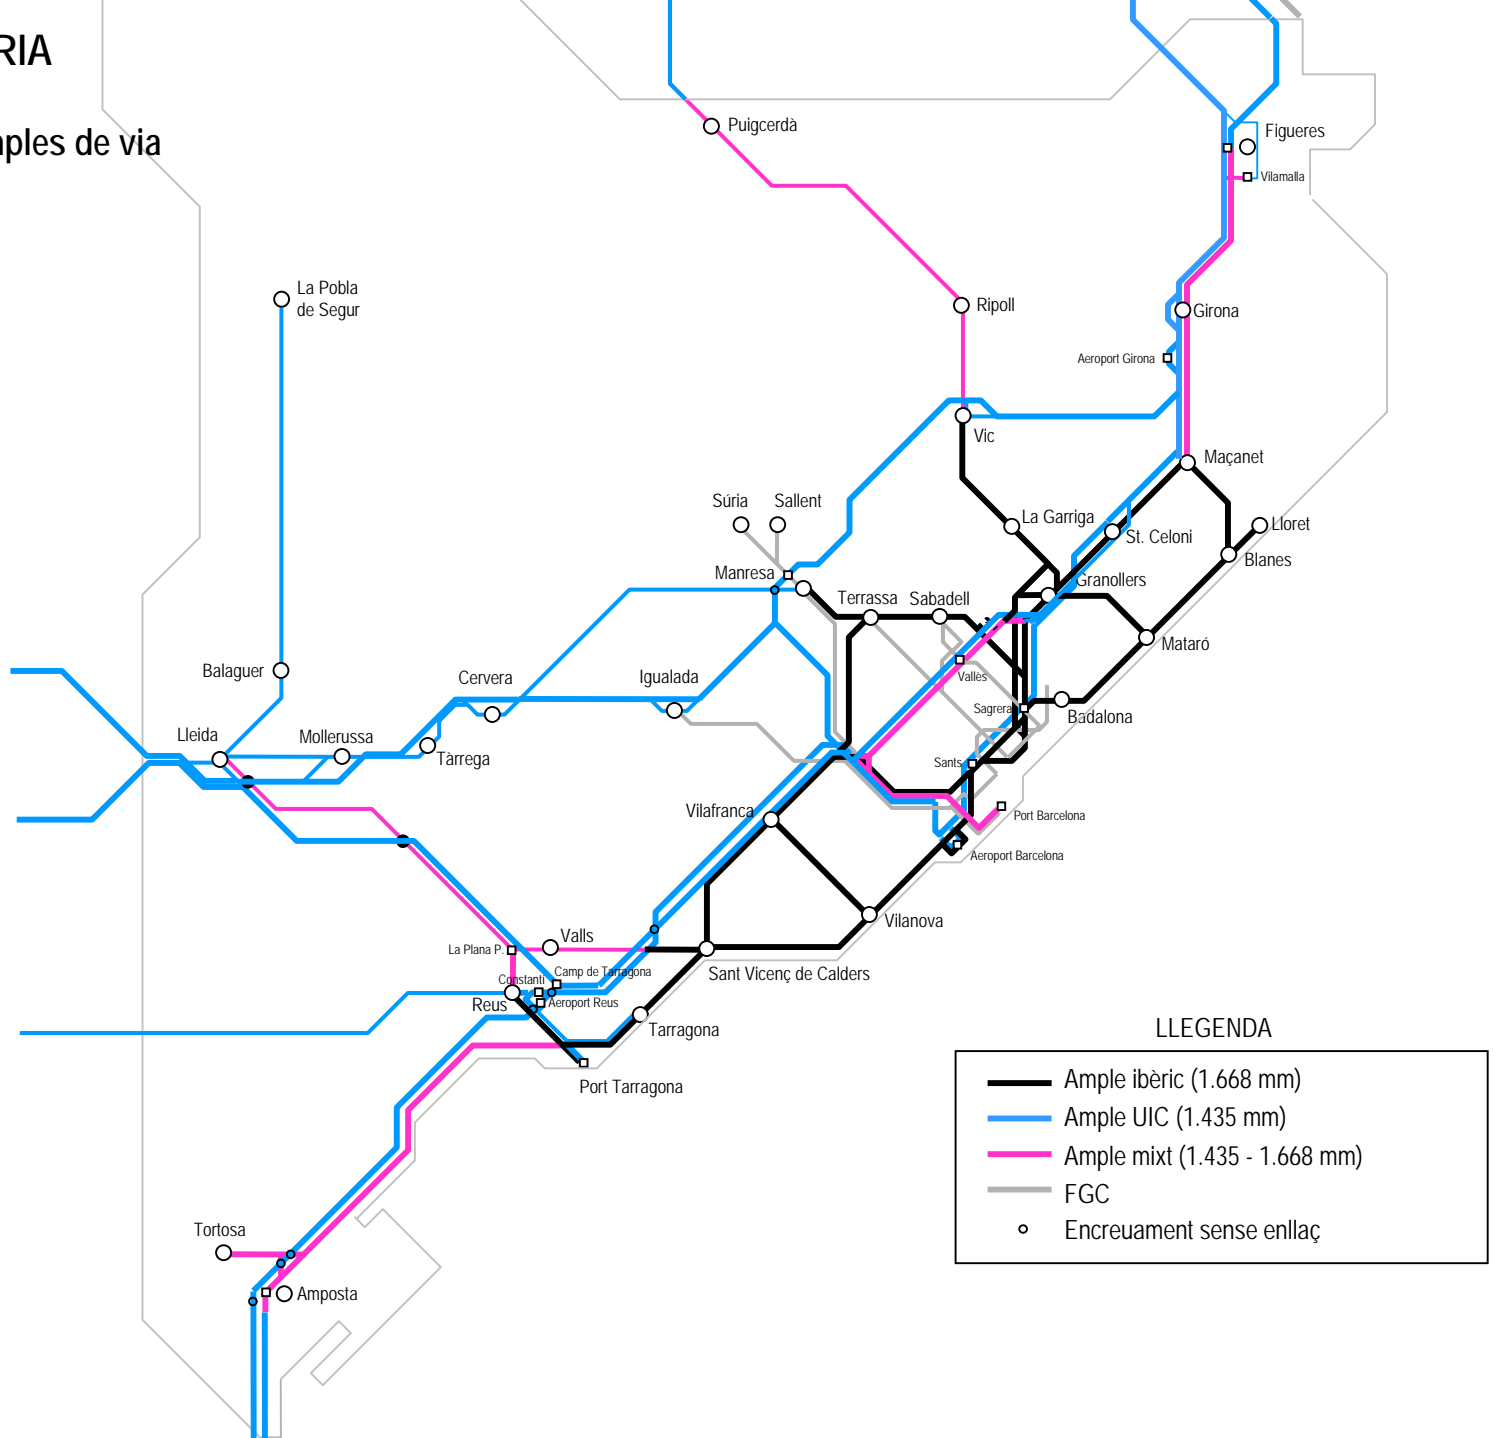 RIA
mples de via
Puigcerdà
Figueres
Vilamalla
La Pobla
de Segur
Ripoll
Girona
Aeroport Girona
Vic
Maçanet
Súria
Sallent
La Garriga
St. Celoni
Lloret
Blanes
Manresa
Terrassa
Sabadell
Granollers
Mataró
Balaguer
Cervera
Igualada
Vallès
Sagrera
Badalona
Lleida
Mollerussa
Tàrrega
Sants
Vilafranca
Port Barcelona
Aeroport Barcelona
Vilanova
Valls
La Plana P.
Camp de Tarragona
Sant Vicenç de Calders
Constantí
Reus
Aeroport Reus
Tarragona
Port Tarragona
Tortosa
Amposta
LLEGENDA
Ample ibèric (1.668 mm)
Ample UIC (1.435 mm)
Ample mixt (1.435 - 1.668 mm)
FGC
Encreuament sense enllaç